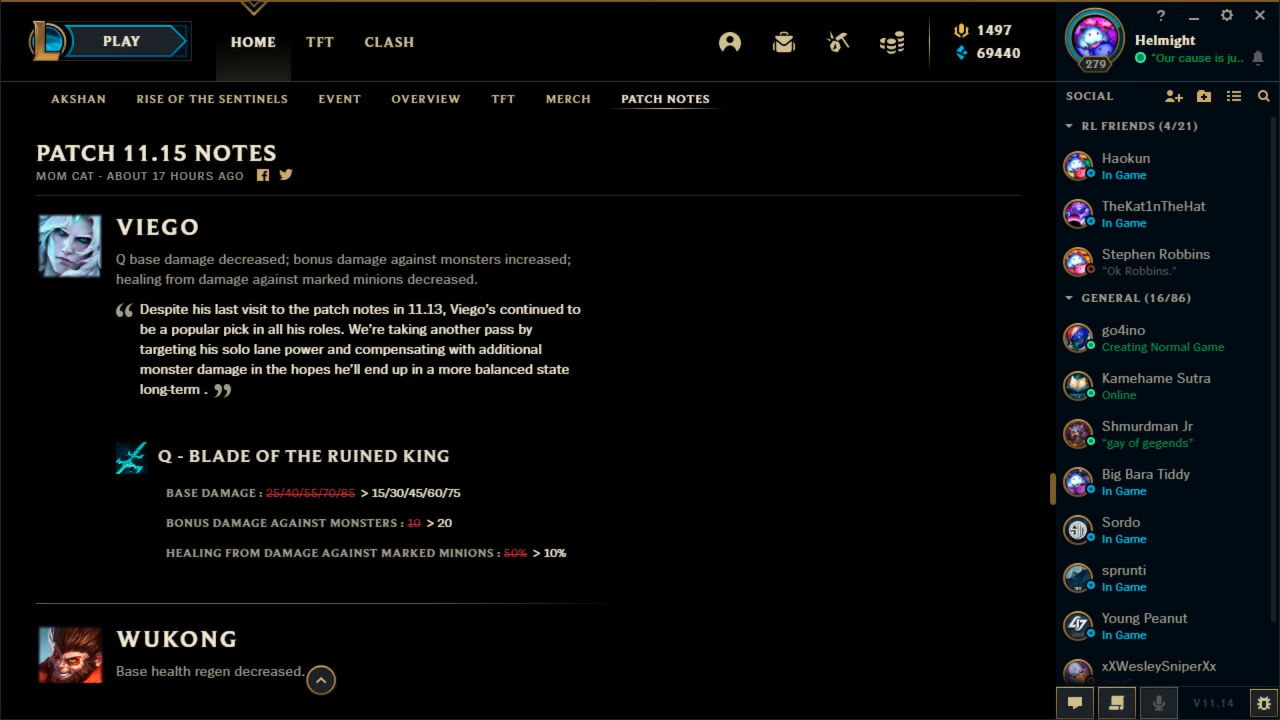 PLAY
HOME
TFT
CLASH
1497
69440
?
279
Helmight
"Our cause is ju..
AKSHAN
RISE OF THE SENTINELS
EVENT
OVERVIEW
TFT
MERCH
PATCH NOTES
PATCH 11.15 NOTES
MOM CAT - ABOUT 17 HOURS AGO
VIEGO
Q base damage decreased; bonus damage against monsters increased;
healing from damage against marked minions decreased.
“ Despite his last visit to the patch notes in 11.13, Viego’s continued to
be a popular pick in all his roles. We’re taking another pass by
targeting his solo lane power and compensating with additional
monster damage in the hopes he’ll end up in a more balanced state
long-term . ”
Q - BLADE OF THE RUINED KING
BASE DAMAGE : 25/40/55/70/85 > 15/30/45/60/75
BONUS DAMAGE AGAINST MONSTERS : 10 > 20
HEALING FROM DAMAGE AGAINST MARKED MINIONS : 50% > 10%
WUKONG
Base health regen decreased.
SOCIAL
RL FRIENDS (4/21)
Haokun
In Game
TheKat1nTheHat
In Game
Stephen Robbins
"Ok Robbins."
GENERAL (16/86)
go4ino
Creating Normal Game
Kamehame Sutra
Online
Shmurdman Jr
"gay of gegends"
Big Bara Tiddy
In Game
Sordo
In Game
sprunti
In Game
Young Peanut
In Game
xXWesleySniperXx
V11.14